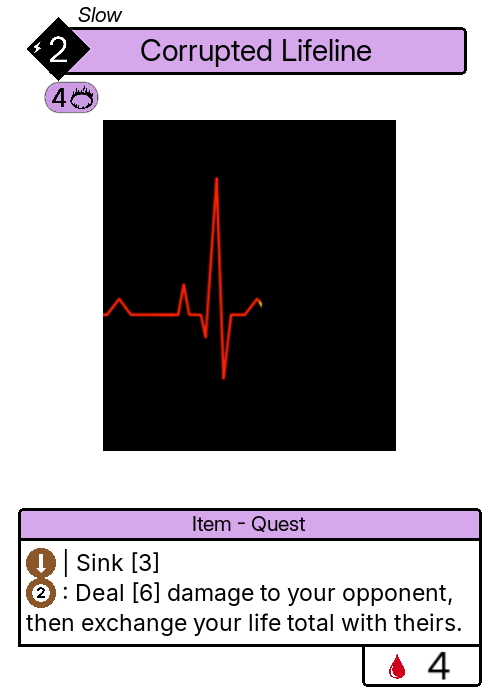 Slow
2 Corrupted Lifeline
4
Item - Quest
| Sink [3]
2 : Deal [6] damage to your opponent,
then exchange your life total with theirs.
4